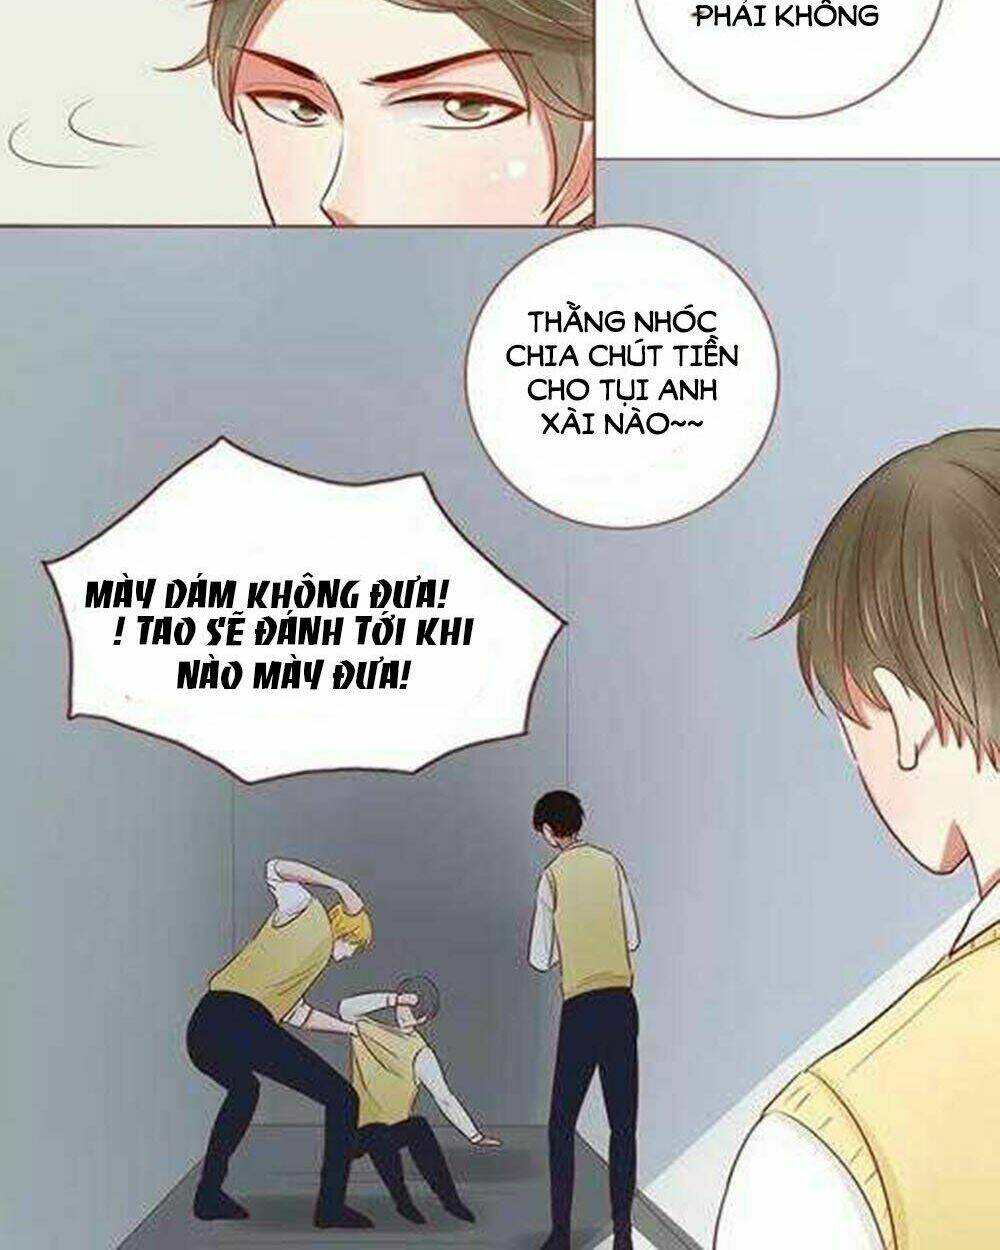 PHẢI KHÔNG
THẰNG NHÓC
CHIA CHÚT TIỀN
CHO TỤI ANH
XÀI NÀO~~
MÀY DÁM KHÔNG ĐƯA!
! TAO SẼ ĐÁNH TỚI KHI
NÀO MÀY ĐƯA!